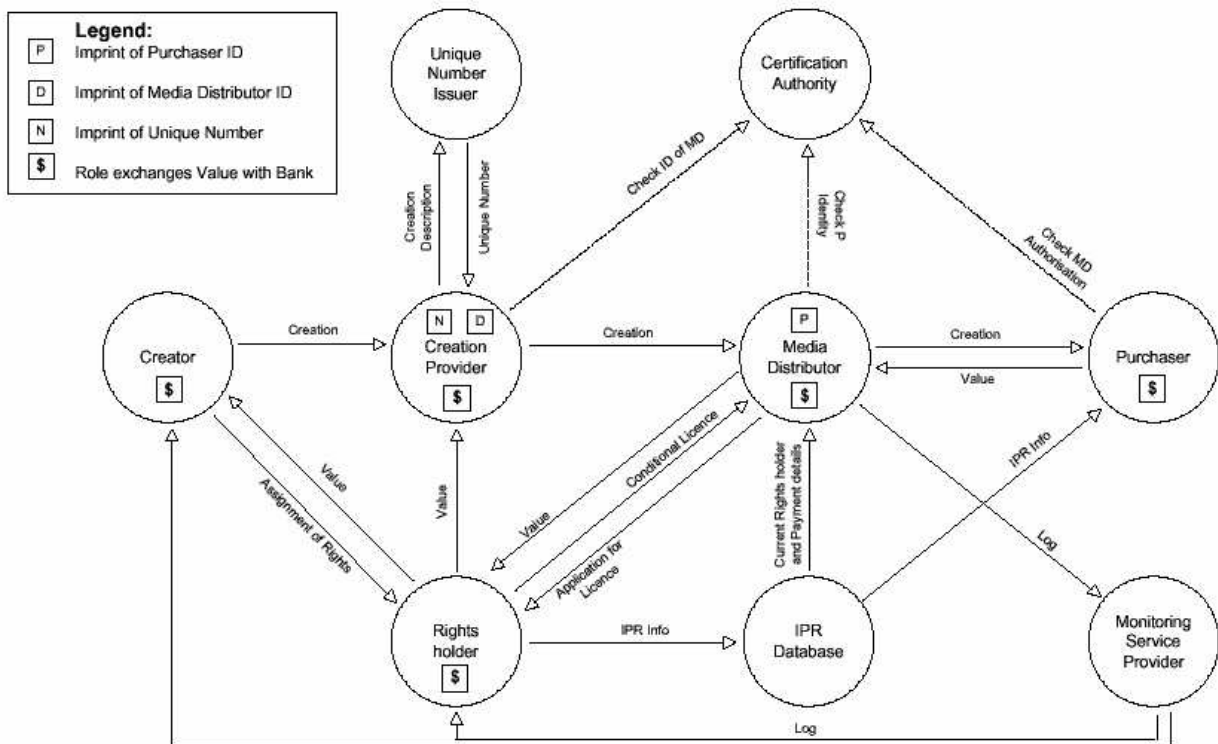 Legend:
P Imprint of Purchaser ID
D Imprint of Media Distributor ID
N Imprint of Unique Number
$ Role exchanges Value with Bank
Unique
Number
Issuer
Certification
Authority
Creation
Description
Unique Number
Check ID of MD
Check P
Identity
Check MD
Authorisation
Creator
$
Creation
N D
Creation
Provider
$
Creation
P
Media
Distributor
$
Creation
Value
Purchaser
$
Value
Assignment of Rights
Value
Value
Conditional Licence
Application for
Licence
Current Rights holder
and Payment details
IPR Info
Log
Rights
holder
$
IPR Info
IPR
Database
Monitoring
Service
Provider
Log